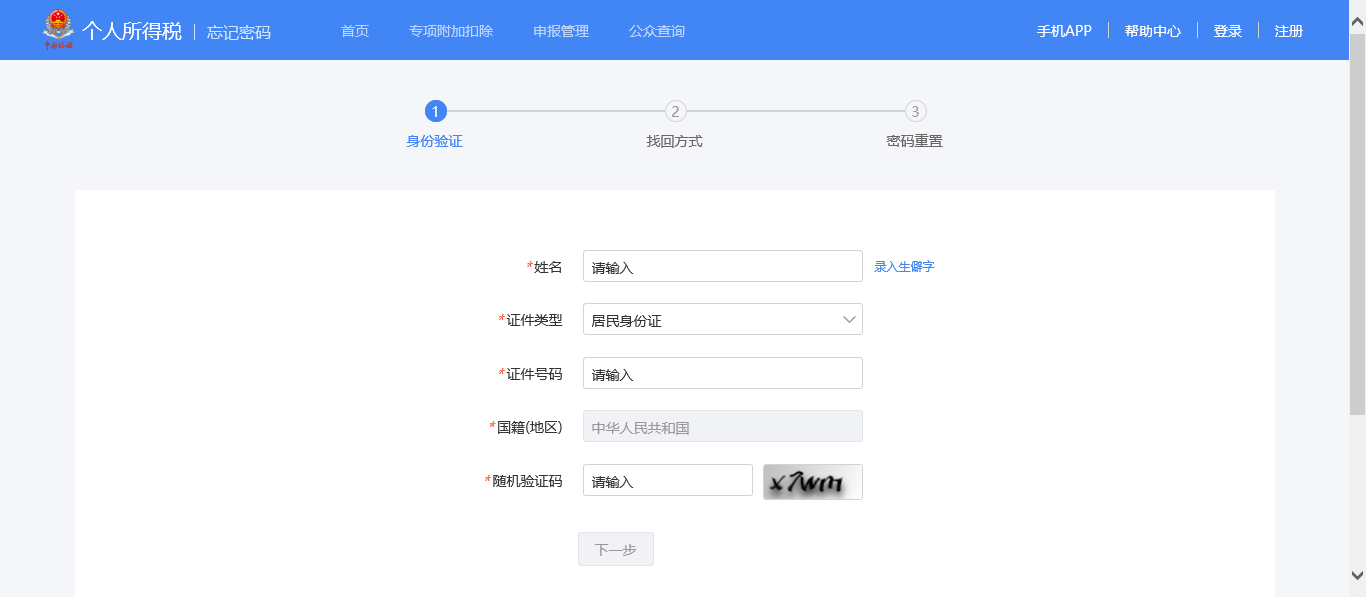 个人所得税 忘记密码 首页 专项附加扣除 申报管理 公众查询 手机APP 帮助中心 登录 注册
1 2 3
身份验证 找回方式 密码重置
*姓名 请输入 录入生僻字
*证件类型 居民身份证
*证件号码 请输入
*国籍(地区) 中华人民共和国
*随机验证码 请输入 x7wm
下一步